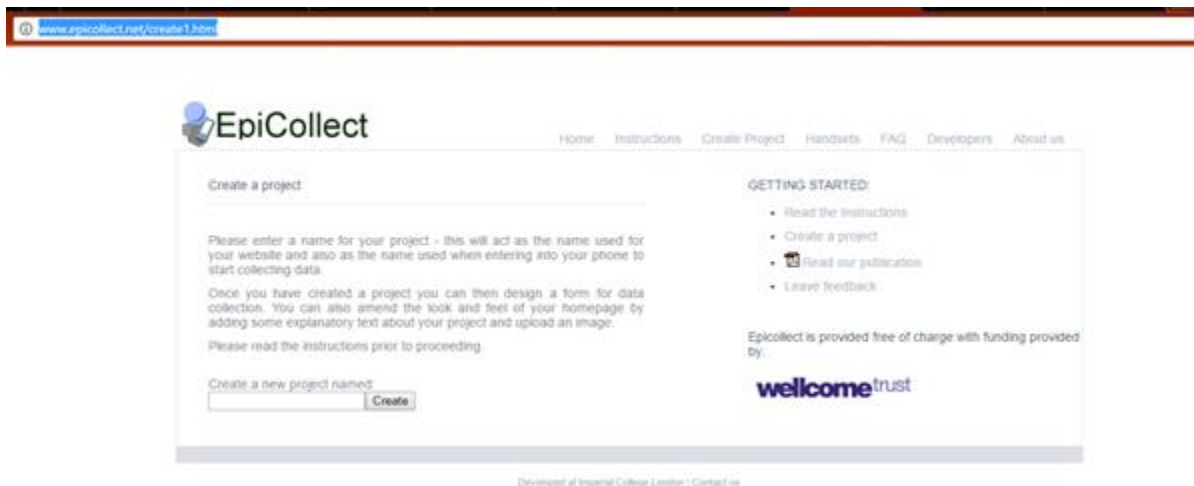 www.epicollect.net/create1.html
EpiCollect
Home Instructions Create Project Handsets FAQ Developers About us
Create a project
Please enter a name for your project - this will act as the name used for
your website and also as the name used when entering into your phone to
start collecting data.
Once you have created a project you can then design a form for data
collection. You can also amend the look and feel of your homepage by
adding some explanatory text about your project and upload an image.
Please read the instructions prior to proceeding.
Create a new project named
Create
GETTING STARTED:
Read the Instructions
Create a project
Read our publication
Leave feedback
Epicollect is provided free of charge with funding provided
by:
wellcometrust
Developed at Imperial College London | Contact us